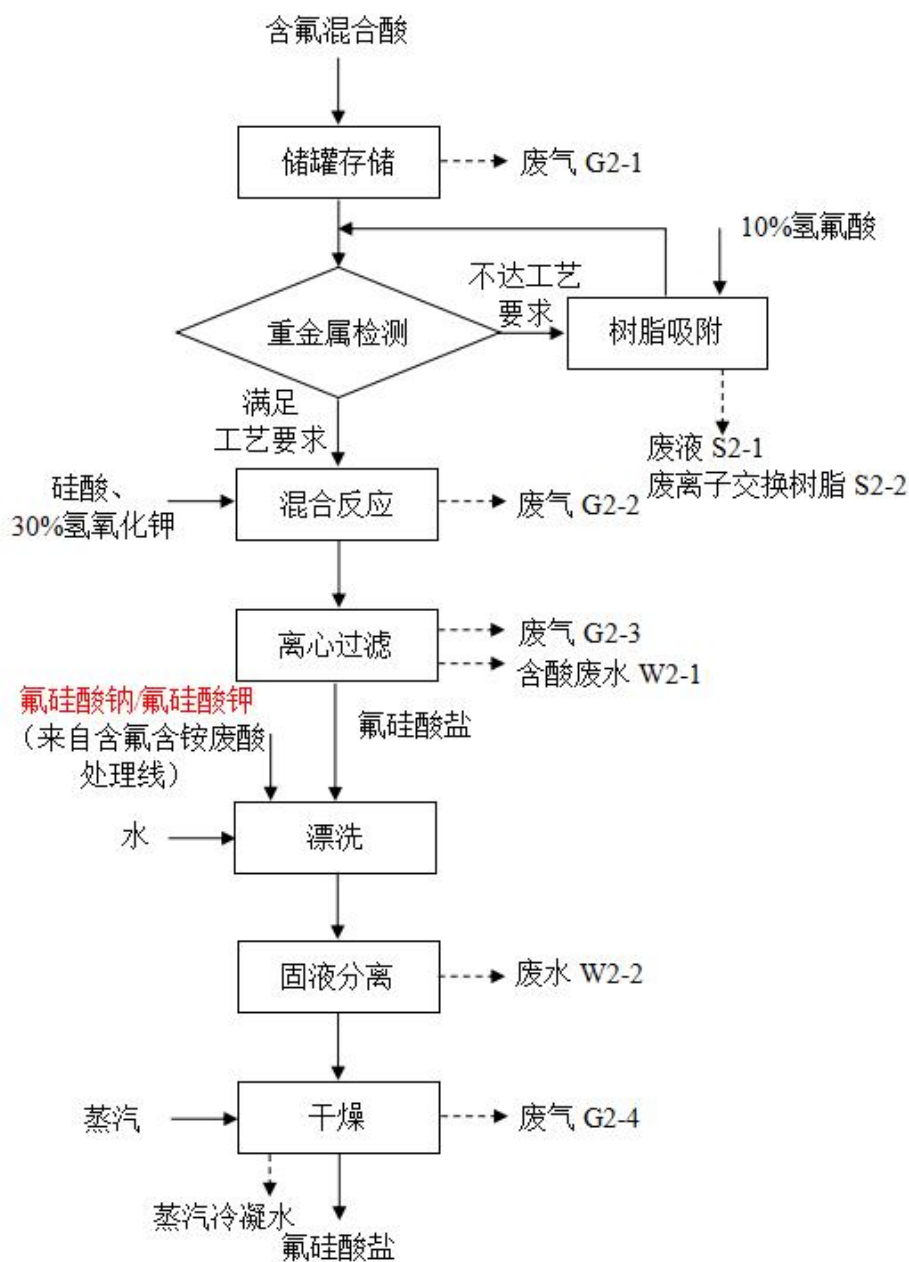 含氟混合酸
储罐存储
废气 G2-1
10%氢氟酸
不达工艺
要求
重金属检测
树脂吸附
满足
工艺要求
废液 S2-1
废离子交换树脂 S2-2
硅酸、
30%氢氧化钾
混合反应
废气 G2-2
离心过滤
废气 G2-3
含酸废水 W2-1
氟硅酸钠/氟硅酸钾
（来自含氟含铵废酸
处理线）
氟硅酸盐
水
漂洗
固液分离
废水 W2-2
蒸汽
干燥
废气 G2-4
蒸汽冷凝水
氟硅酸盐